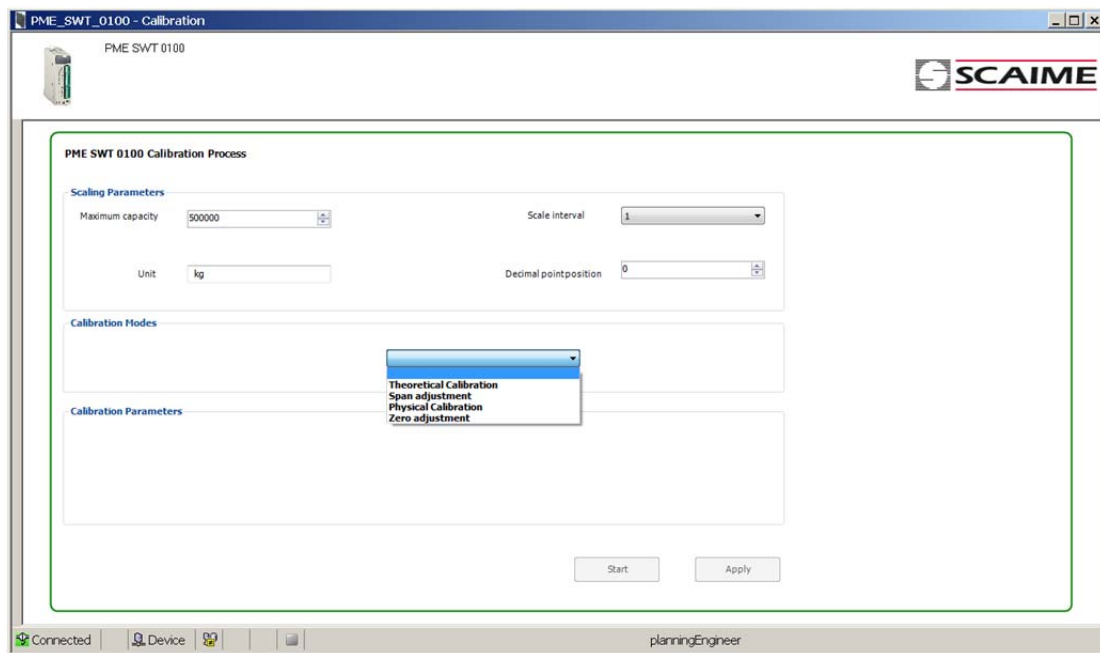 PME_SWT_0100 - Calibration
PME SWT 0100
SCAIME
PME SWT 0100 Calibration Process
Scaling Parameters
Maximum capacity 500000 Scale interval 1
Unit kg Decimal pointposition 0
Calibration Modes
Theoretical Calibration
Span adjustment
Physical Calibration
Zero adjustment
Calibration Parameters
Start Apply
Connected Device planningEngineer